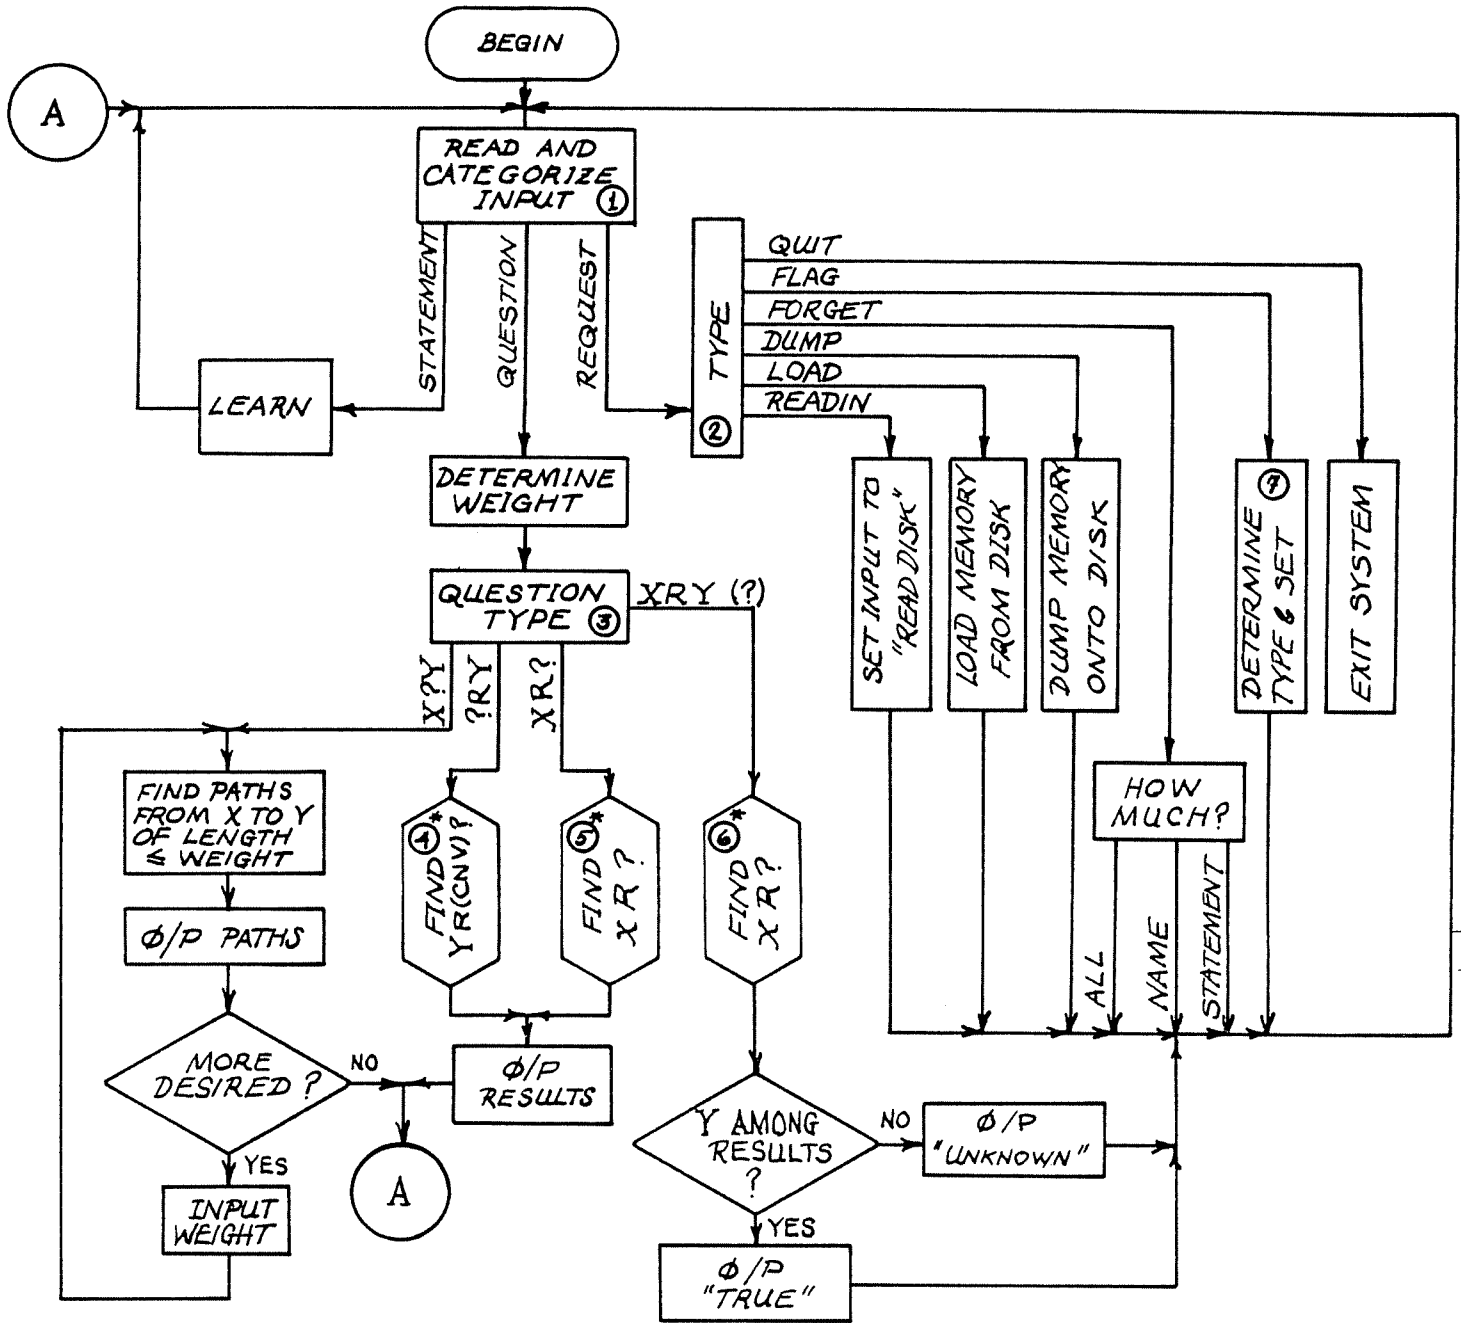 BEGIN
A
READ AND
CATEGORIZE
INPUT 1
STATEMENT
QUESTION
REQUEST
TYPE
2
QUIT
FLAG
FORGET
DUMP
LOAD
READIN
LEARN
DETERMINE
WEIGHT
QUESTION
TYPE 3
XRY (?)
X?Y
?RY
XR?
SET INPUT TO
"READ DISK"
LOAD MEMORY
FROM DISK
DUMP MEMORY
ONTO DISK
7
DETERMINE
TYPE & SET
EXIT SYSTEM
FIND PATHS
FROM X TO Y
OF LENGTH
≤ WEIGHT
4*
FIND
YR(CNV)?
5*
FIND
XR?
6*
FIND
XR?
HOW
MUCH?
ALL
NAME
STATEMENT
Φ/P PATHS
MORE
DESIRED?
NO
YES
Φ/P
RESULTS
A
INPUT
WEIGHT
Y AMONG
RESULTS
?
NO
Φ/P
"UNKNOWN"
YES
Φ/P
"TRUE"